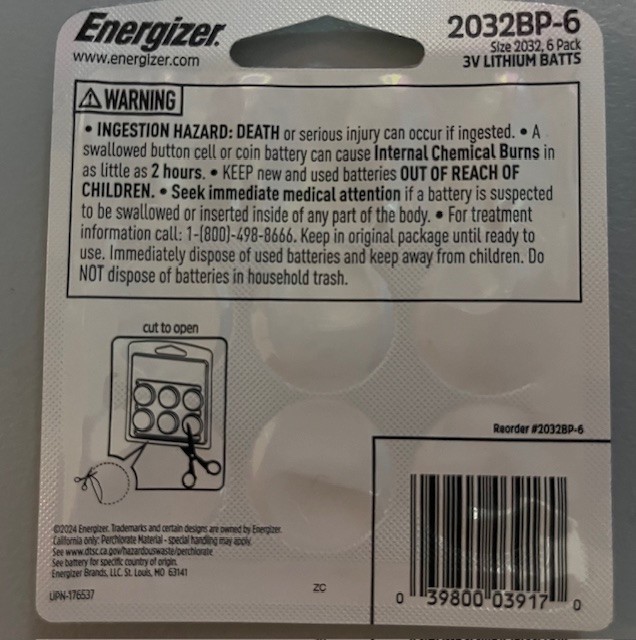 Energizer.
www.energizer.com
2032BP-6
Size 2032, 6 Pack
3V LITHIUM BATTS
WARNING
• INGESTION HAZARD: DEATH or serious injury can occur if ingested. • A
swallowed button cell or coin battery can cause Internal Chemical Burns in
as little as 2 hours. • KEEP new and used batteries OUT OF REACH OF
CHILDREN. • Seek immediate medical attention if a battery is suspected
to be swallowed or inserted inside of any part of the body. • For treatment
information call: 1-(800)-498-8666. Keep in original package until ready to
use. Immediately dispose of used batteries and keep away from children. Do
NOT dispose of batteries in household trash.
cut to open
Reorder #2032BP-6
©2024 Energizer. Trademarks and certain designs are owned by Energizer.
California only: Perchlorate Material - special handling may apply.
See www.dtsc.ca.gov/hazardouswaste/perchlorate
See battery for specific country of origin.
Energizer Brands, LLC. St. Louis, MO 63141
UPN-176537
ZC
0 39800 03917 0